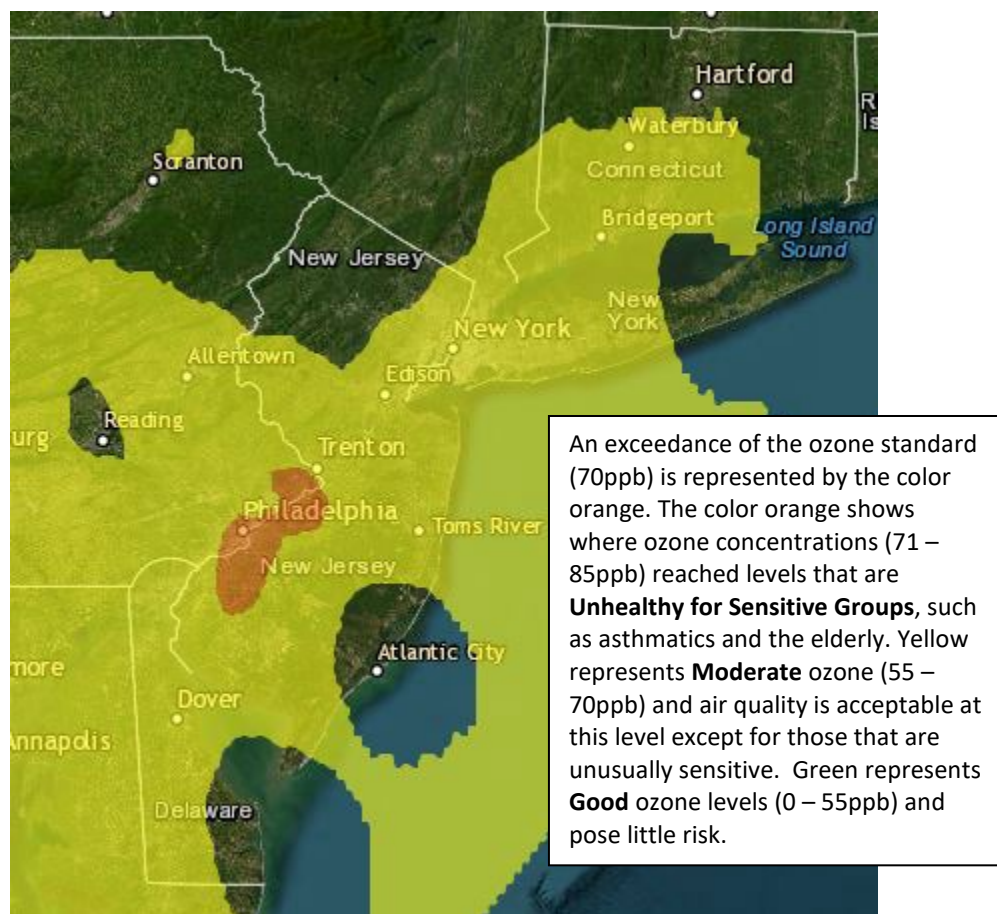 Hartford
R
Is
Waterbury
Scranton
Connecticut
Bridgeport
Long Island
Sound
New Jersey
New
York
New York
Allentown
Edison
Reading
urg
Trenton
Philadelphia
Toms River
New Jersey
more
Atlantic City
Dover
Annapolis
Delaware
An exceedance of the ozone standard
(70ppb) is represented by the color
orange. The color orange shows
where ozone concentrations (71 –
85ppb) reached levels that are
Unhealthy for Sensitive Groups, such
as asthmatics and the elderly. Yellow
represents Moderate ozone (55 –
70ppb) and air quality is acceptable at
this level except for those that are
unusually sensitive. Green represents
Good ozone levels (0 – 55ppb) and
pose little risk.